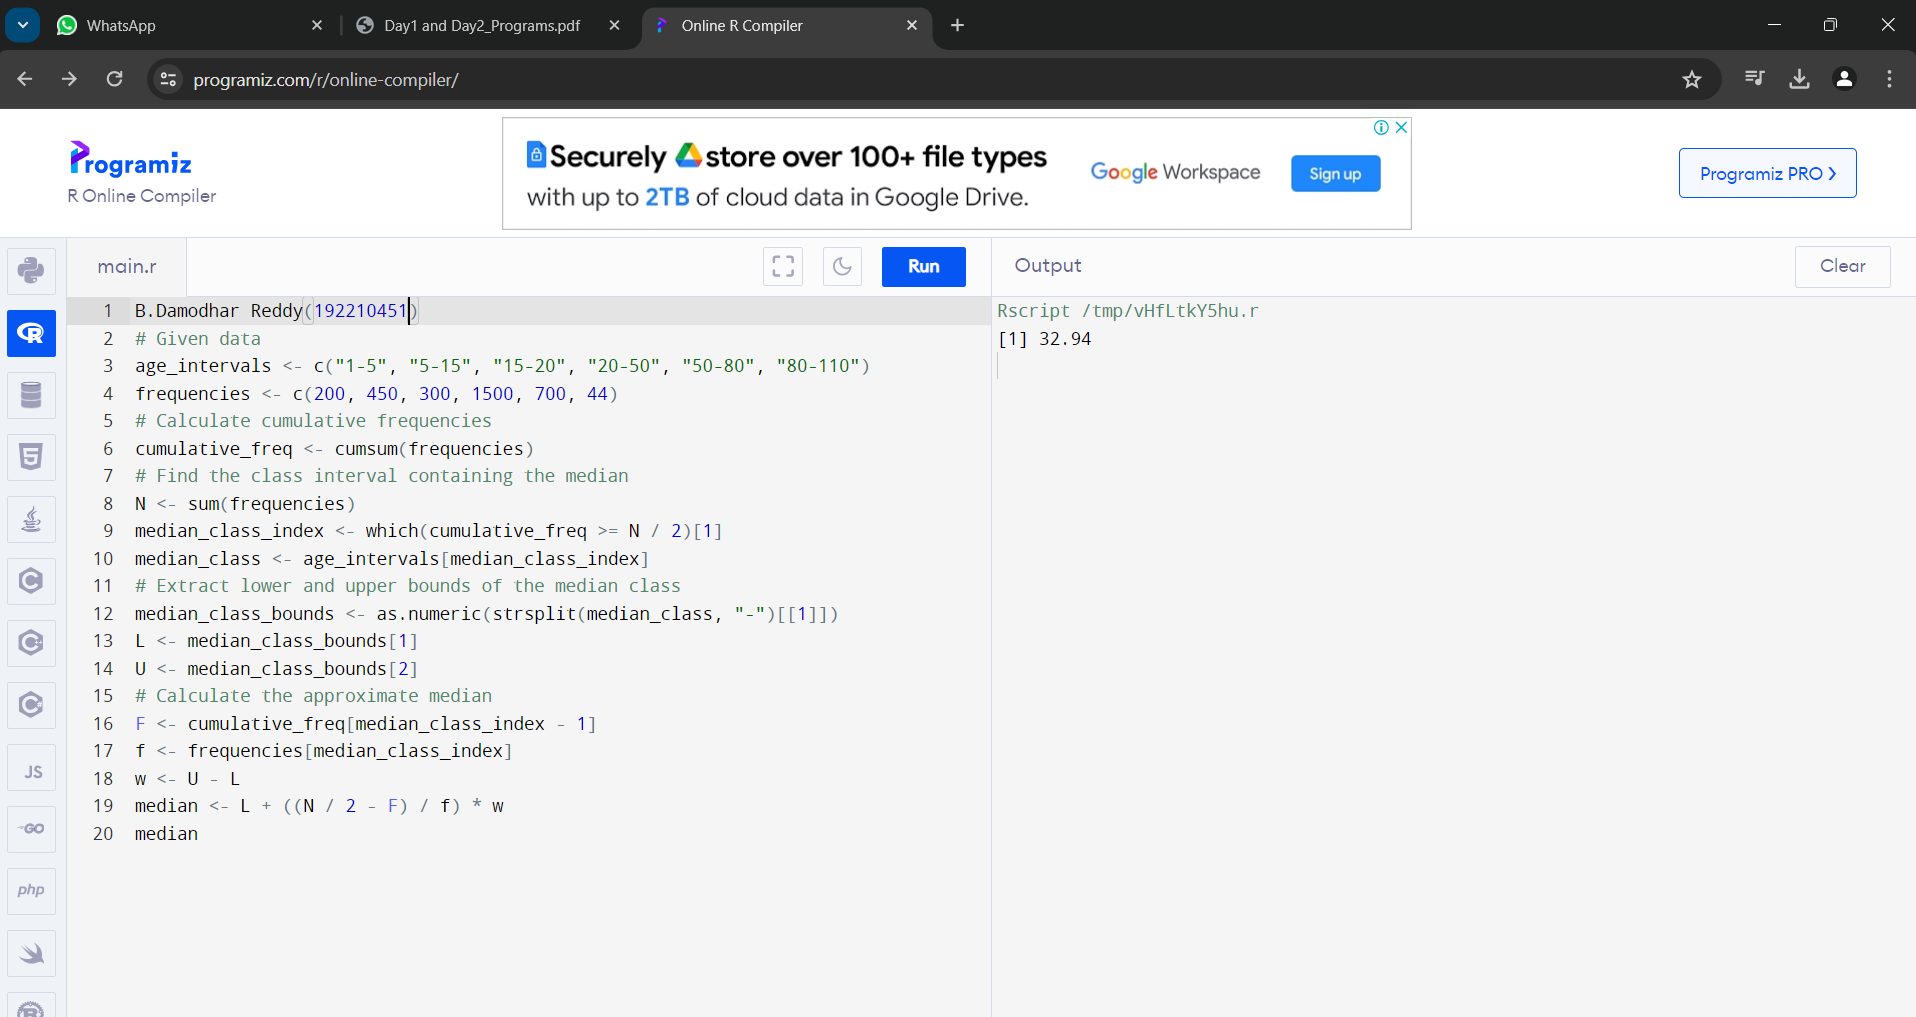 WhatsApp
Day1 and Day2_Programs.pdf
Online R Compiler
programiz.com/r/online-compiler/
Programiz
R Online Compiler
Securely store over 100+ file types
with up to 2TB of cloud data in Google Drive.
Google Workspace
Sign up
Programiz PRO >
main.r
Run
Output
Clear
1 B.Damodhar Reddy(192210451)
2 # Given data
3 age_intervals <- c("1-5", "5-15", "15-20", "20-50", "50-80", "80-110")
4 frequencies <- c(200, 450, 300, 1500, 700, 44)
5 # Calculate cumulative frequencies
6 cumulative_freq <- cumsum(frequencies)
7 # Find the class interval containing the median
8 N <- sum(frequencies)
9 median_class_index <- which(cumulative_freq >= N / 2)[1]
10 median_class <- age_intervals[median_class_index]
11 # Extract lower and upper bounds of the median class
12 median_class_bounds <- as.numeric(strsplit(median_class, "-")[[1]])
13 L <- median_class_bounds[1]
14 U <- median_class_bounds[2]
15 # Calculate the approximate median
16 F <- cumulative_freq[median_class_index - 1]
17 f <- frequencies[median_class_index]
18 w <- U - L
19 median <- L + ((N / 2 - F) / f) * w
20 median
Rscript /tmp/vHfLtkY5hu.r
[1] 32.94
JS
GO
php